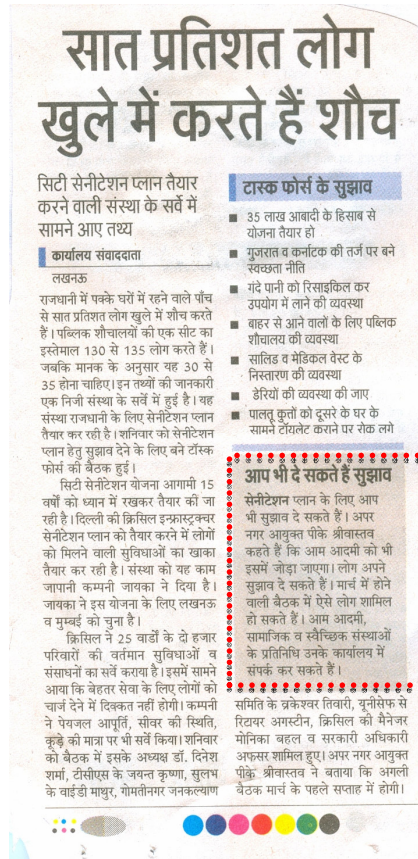 सात प्रतिशत लोग
खुले में करते हैं शौच
सिटी सेनीटेशन प्लान तैयार
करने वाली संस्था के सर्वे में
सामने आए तथ्य
कार्यालय संवाददाता
लखनऊ
राजधानी में पक्के घरों में रहने वाले पाँच
से सात प्रतिशत लोग खुले में शौच करते
हैं। पब्लिक शौचालयों की एक सीट का
इस्तेमाल 130 से 135 लोग करते हैं।
जबकि मानक के अनुसार यह 30 से
35 होना चाहिए। इन तथ्यों की जानकारी
एक निजी संस्था के सर्वे में हुई है। यह
संस्था राजधानी के लिए सेनीटेशन प्लान
तैयार कर रही है। शनिवार को सेनीटेशन
प्लान हेतु सुझाव देने के लिए बने टॉस्क
फोर्स की बैठक हुई।
सिटी सेनीटेशन योजना आगामी 15
वर्षों को ध्यान में रखकर तैयार की जा
रही है। दिल्ली की क्रिसिल इन्फ्रास्ट्रक्चर
सेनीटेशन प्लान को तैयार करने में लोगों
को मिलने वाली सुविधाओं का खाका
तैयार कर रही है। संस्था को यह काम
जापानी कम्पनी जायका ने दिया है।
जायका ने इस योजना के लिए लखनऊ
व मुम्बई को चुना है।
क्रिसिल ने 25 वार्डों के दो हजार
परिवारों की वर्तमान सुविधाओं व
संसाधनों का सर्वे कराया है। इसमें सामने
आया कि बेहतर सेवा के लिए लोगों को
चार्ज देने में दिक्कत नहीं होगी। कम्पनी
ने पेयजल आपूर्ति, सीवर की स्थिति,
कूड़े की मात्रा पर भी सर्वे किया। शनिवार
को बैठक में इसके अध्यक्ष डॉ. दिनेश
शर्मा, टीसीएस के जयन्त कृष्णा, सुलभ
के वाईडी माथुर, गोमतीनगर जनकल्याण
टास्क फोर्स के सुझाव
35 लाख आबादी के हिसाब से
योजना तैयार हो
गुजरात व कर्नाटक की तर्ज पर बने
स्वच्छता नीति
गंदे पानी को रिसाइकिल कर
उपयोग में लाने की व्यवस्था
बाहर से आने वालों के लिए पब्लिक
शौचालय की व्यवस्था
सालिड व मेडिकल वेस्ट के
निस्तारण की व्यवस्था
डेरियों की व्यवस्था की जाए
पालतू कुत्तों को दूसरे के घर के
सामने टॉयलेट कराने पर रोक लगे
आप भी दे सकते हैं सुझाव
सेनीटेशन प्लान के लिए आप
भी सुझाव दे सकते हैं। अपर
नगर आयुक्त पीके श्रीवास्तव
कहते हैं कि आम आदमी को भी
इसमें जोड़ा जाएगा। लोग अपने
सुझाव दे सकते हैं। मार्च में होने
वाली बैठक में ऐसे लोग शामिल
हो सकते हैं। आम आदमी,
सामाजिक व स्वैच्छिक संस्थाओं
के प्रतिनिधि उनके कार्यालय में
संपर्क कर सकते हैं।
समिति के व्रकेश्वर तिवारी, यूनीसेफ से
रिटायर अगस्टीन, क्रिसिल की मैनेजर
मोनिका बहल व सरकारी अधिकारी
अफसर शामिल हुए। अपर नगर आयुक्त
पीके श्रीवास्तव ने बताया कि अगली
बैठक मार्च के पहले सप्ताह में होगी।